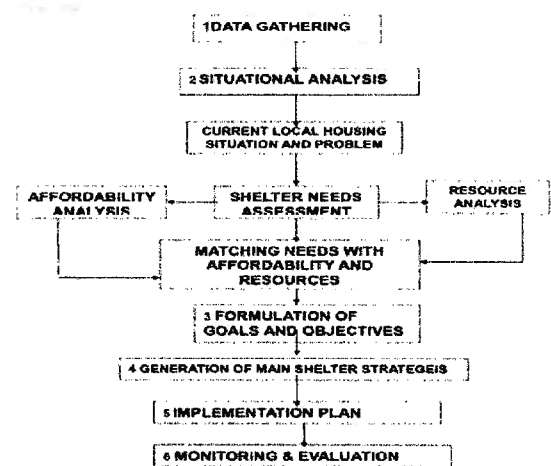 1 DATA GATHERING
2 SITUATIONAL ANALYSIS
CURRENT LOCAL HOUSING
SITUATION AND PROBLEM
AFFORDABILITY
ANALYSIS
SHELTER NEEDS
ASSESSMENT
RESOURCE
ANALYSIS
MATCHING NEEDS WITH
AFFORDABILITY AND
RESOURCES
3 FORMULATION OF
GOALS AND OBJECTIVES
4 GENERATION OF MAIN SHELTER STRATEGEIS
5 IMPLEMENTATION PLAN
6 MONITORING & EVALUATION